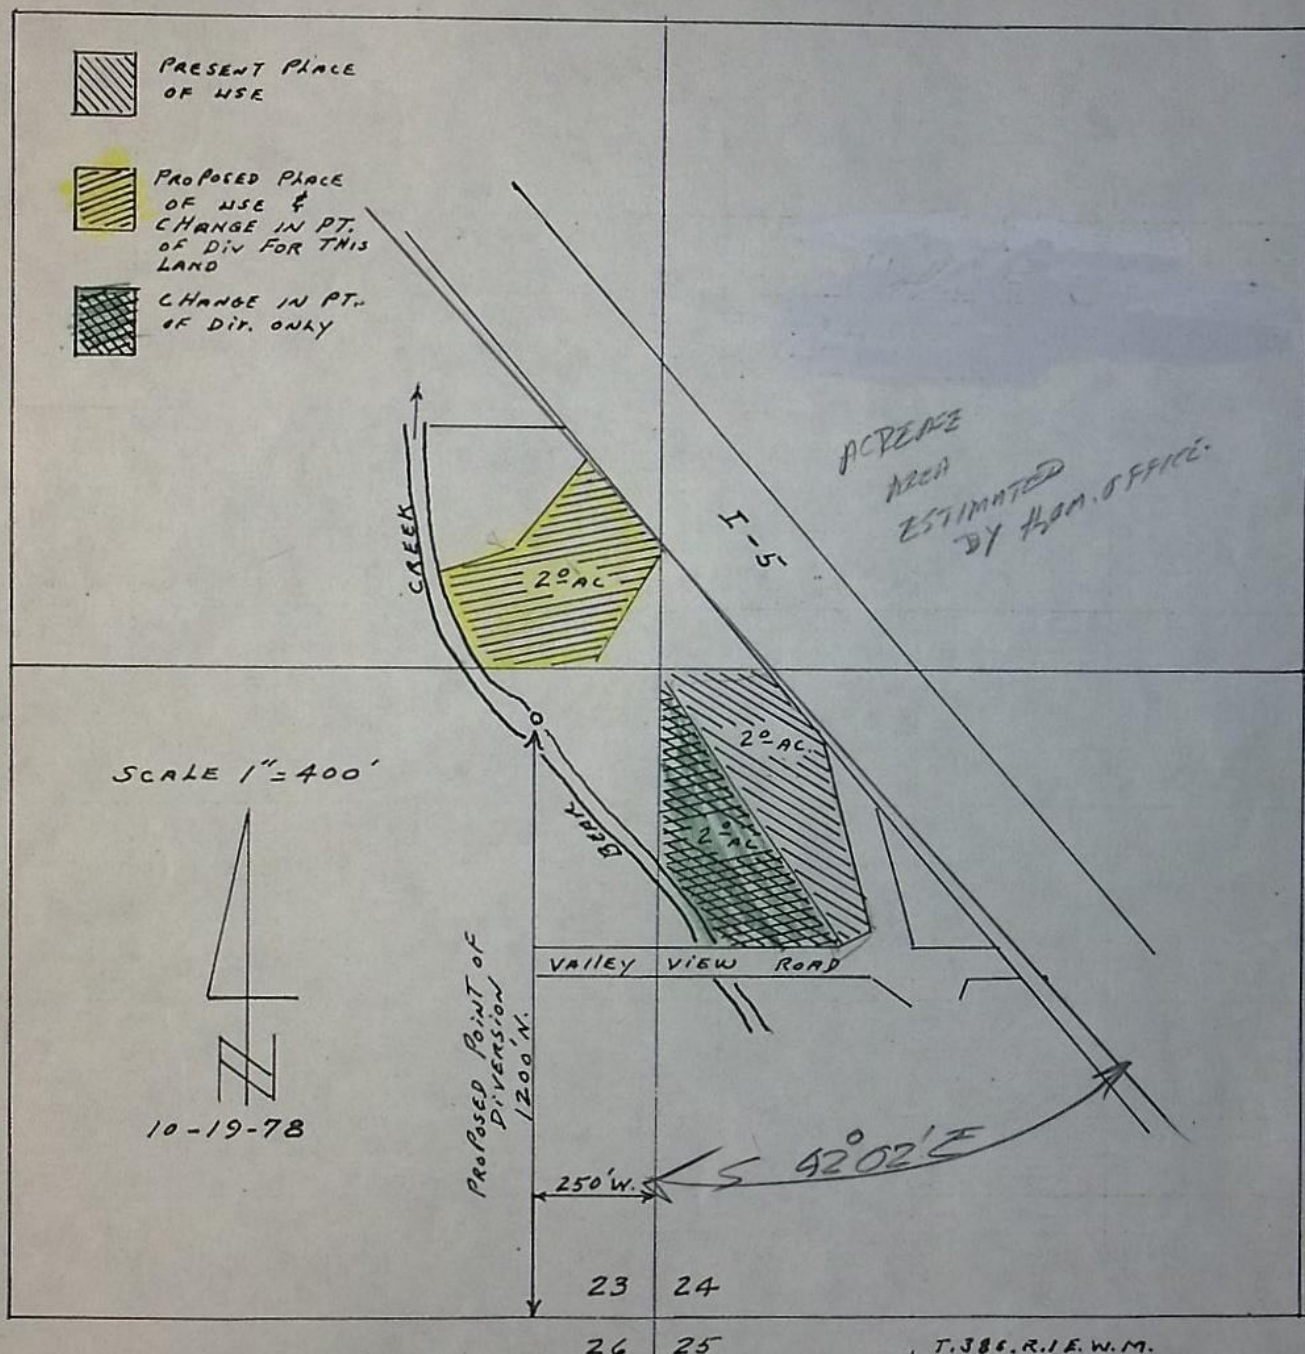 PRESENT PLACE
OF USE
PROPOSED PLACE
OF USE &
CHANGE IN PT.
OF DIV FOR THIS
LAND
CHANGE IN PT.
OF DIV. ONLY
ACREAGE
AREA
ESTIMATED
BY ADM. OFFICE.
I-5
CREEK
2.0 AC
2.0 AC.
2.0 AC
SCALE 1"=400'
BEAR
VALLEY VIEW ROAD
PROPOSED POINT OF
DIVERSION
1200'N.
N
10-19-78
S 42°02'E
250'W.
23 24
26 25
T.38S.R.1E.W.M.